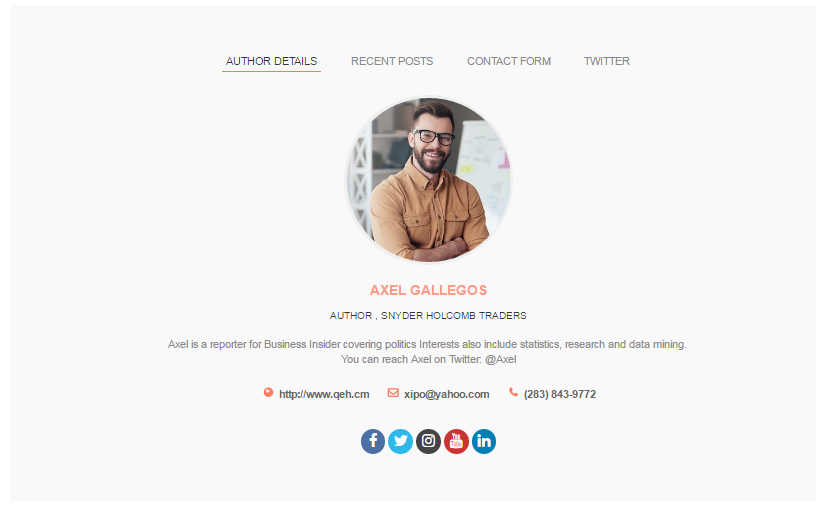 AUTHOR DETAILS RECENT POSTS CONTACT FORM TWITTER
AXEL GALLEGOS
AUTHOR , SNYDER HOLCOMB TRADERS
Axel is a reporter for Business Insider covering politics Interests also include statistics, research and data mining.
You can reach Axel on Twitter: @Axel
http://www.qeh.cm xipo@yahoo.com (283) 843-9772
You Tube